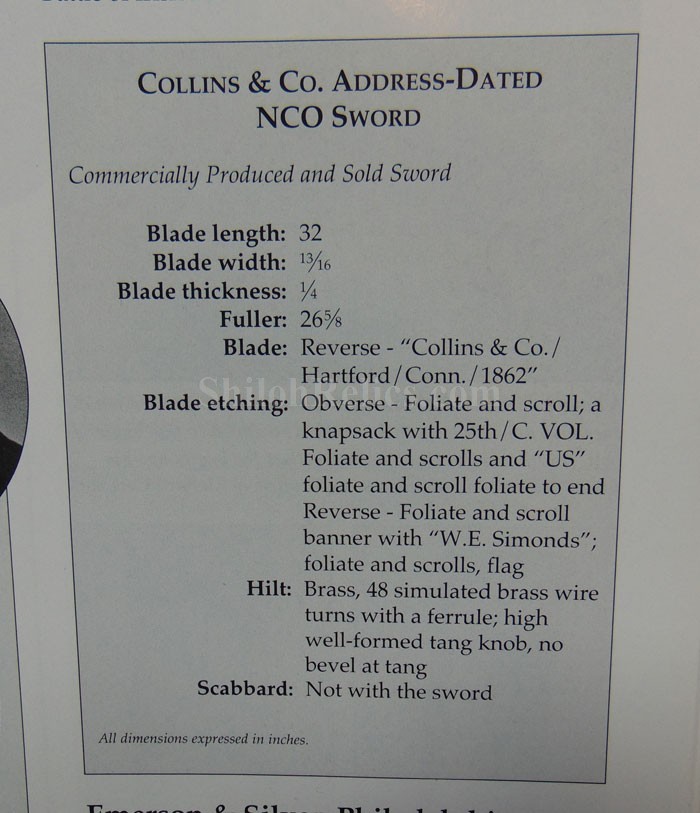 COLLINS & CO. ADDRESS-DATED
NCO SWORD
Commercially Produced and Sold Sword
Blade length: 32
Blade width: 13/16
Blade thickness: 1/4
Fuller: 26 5/8
Blade: Reverse - “Collins & Co./
Hartford/Conn./1862”
ShilohRelics.com
Blade etching: Obverse - Foliate and scroll; a
knapsack with 25th/C. VOL.
Foliate and scrolls and “US”
foliate and scroll foliate to end
Reverse - Foliate and scroll
banner with “W.E. Simonds”;
foliate and scrolls, flag
Hilt: Brass, 48 simulated brass wire
turns with a ferrule; high
well-formed tang knob, no
bevel at tang
Scabbard: Not with the sword
All dimensions expressed in inches.